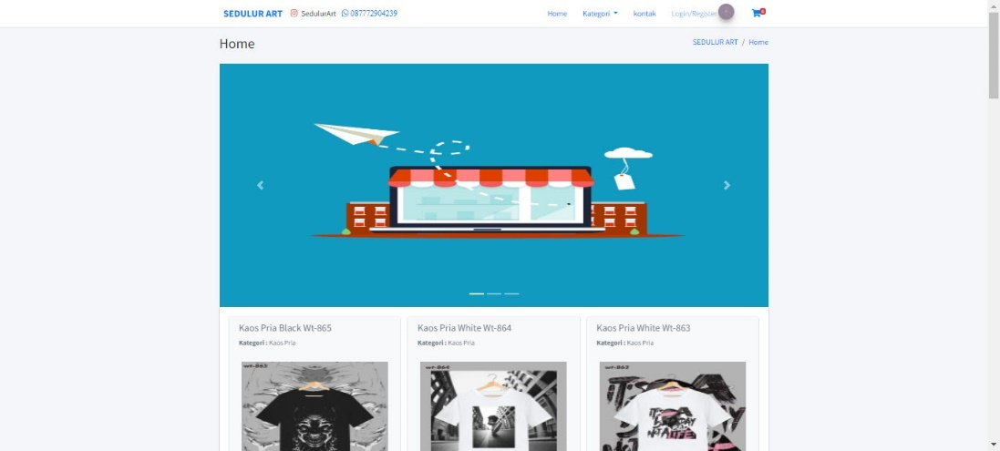 SEDULUR ART SedulurArt 087772904239 Home Kategori kontak Login/Register 0
Home SEDULUR ART / Home
Kaos Pria Black Wt-865 Kaos Pria White Wt-864 Kaos Pria White Wt-863
Kategori : Kaos Pria Kategori : Kaos Pria Kategori : Kaos Pria
wt-864 wt-863